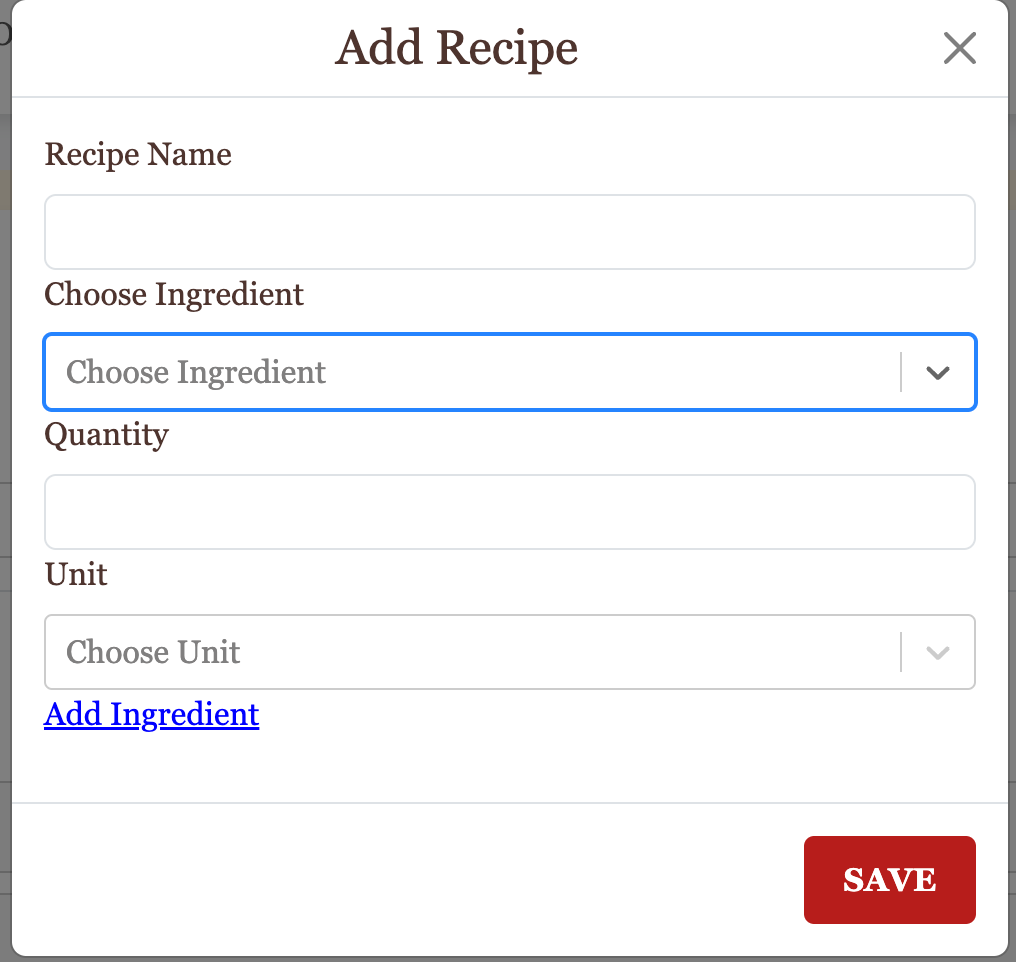 Add Recipe
Recipe Name
Choose Ingredient
Choose Ingredient
Quantity
Unit
Choose Unit
Add Ingredient
SAVE